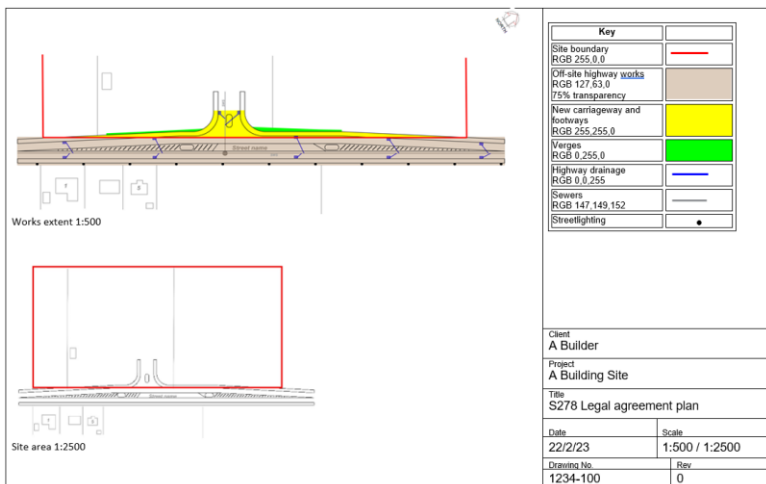 NORTH
Street name
Works extent 1:500
Street name
Site area 1:2500
Key
Site boundary
RGB 255,0,0
Off-site highway works
RGB 127,63,0
75% transparency
New carriageway and
footways
RGB 255,255,0
Verges
RGB 0,255,0
Highway drainage
RGB 0,0,255
Sewers
RGB 147,149,152
Streetlighting
Client
A Builder
Project
A Building Site
Title
S278 Legal agreement plan
Date
22/2/23
Scale
1:500 / 1:2500
Drawing No.
1234-100
Rev
0